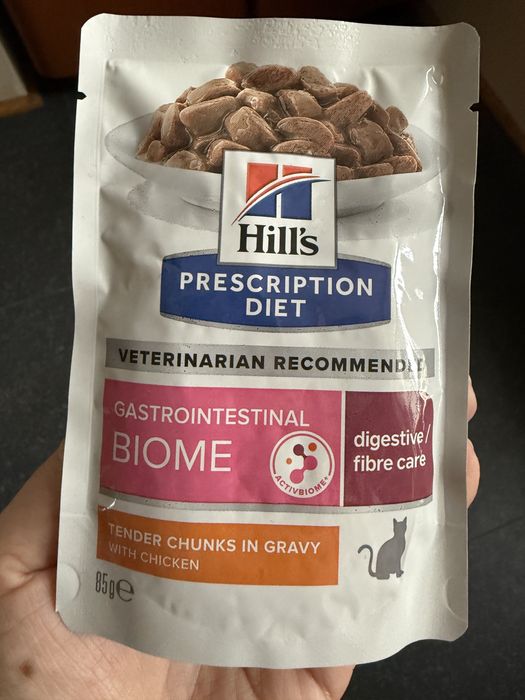 Hill's
PRESCRIPTION
DIET
VETERINARIAN RECOMMENDED
GASTROINTESTINAL
BIOME
ACTIVBIOME+
digestive /
fibre care
TENDER CHUNKS IN GRAVY
WITH CHICKEN
85g℮